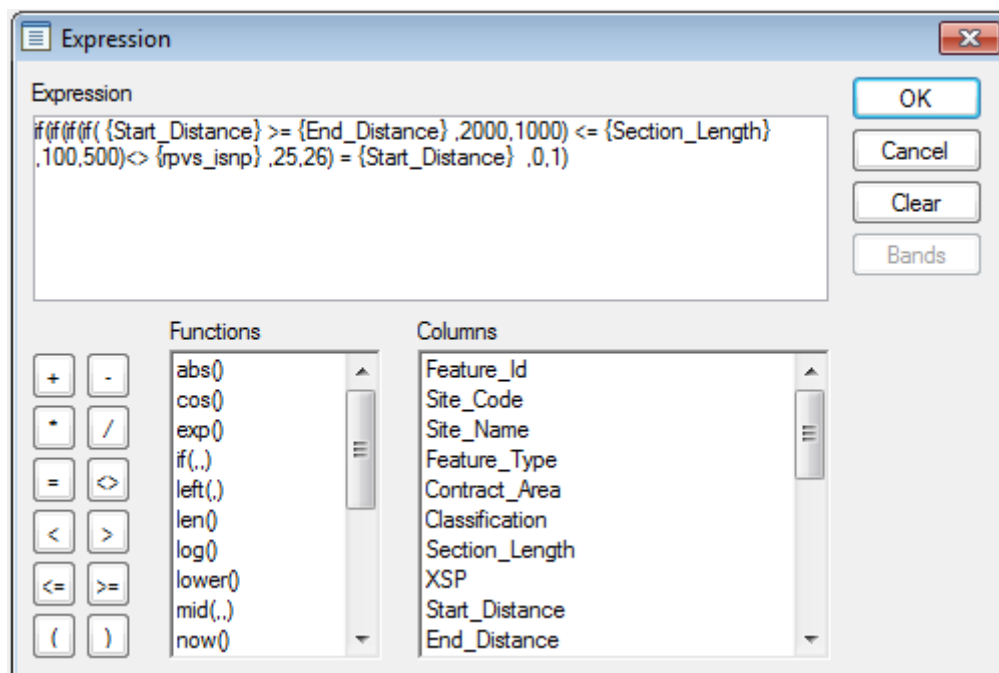 Expression
Expression
if(if(if(if( {Start_Distance} >= {End_Distance} ,2000,1000) <= {Section_Length}
,100,500)<> {rpvs_isnp} ,25,26) = {Start_Distance}  ,0,1)
OK
Cancel
Clear
Bands
Functions
Columns
+ -
* /
= <>
< >
<= >=
( )
abs()
cos()
exp()
if(,,)
left(,)
len()
log()
lower()
mid(,,)
now()
Feature_Id
Site_Code
Site_Name
Feature_Type
Contract_Area
Classification
Section_Length
XSP
Start_Distance
End_Distance